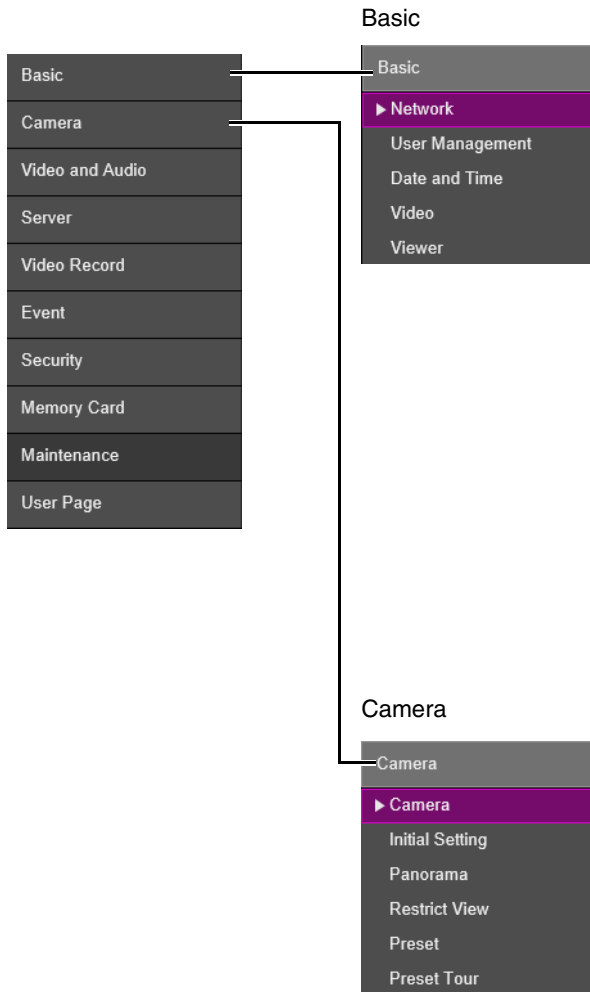 Basic
Camera
Video and Audio
Server
Video Record
Event
Security
Memory Card
Maintenance
User Page
Basic
Basic
Network
User Management
Date and Time
Video
Viewer
Camera
Camera
Camera
Initial Setting
Panorama
Restrict View
Preset
Preset Tour